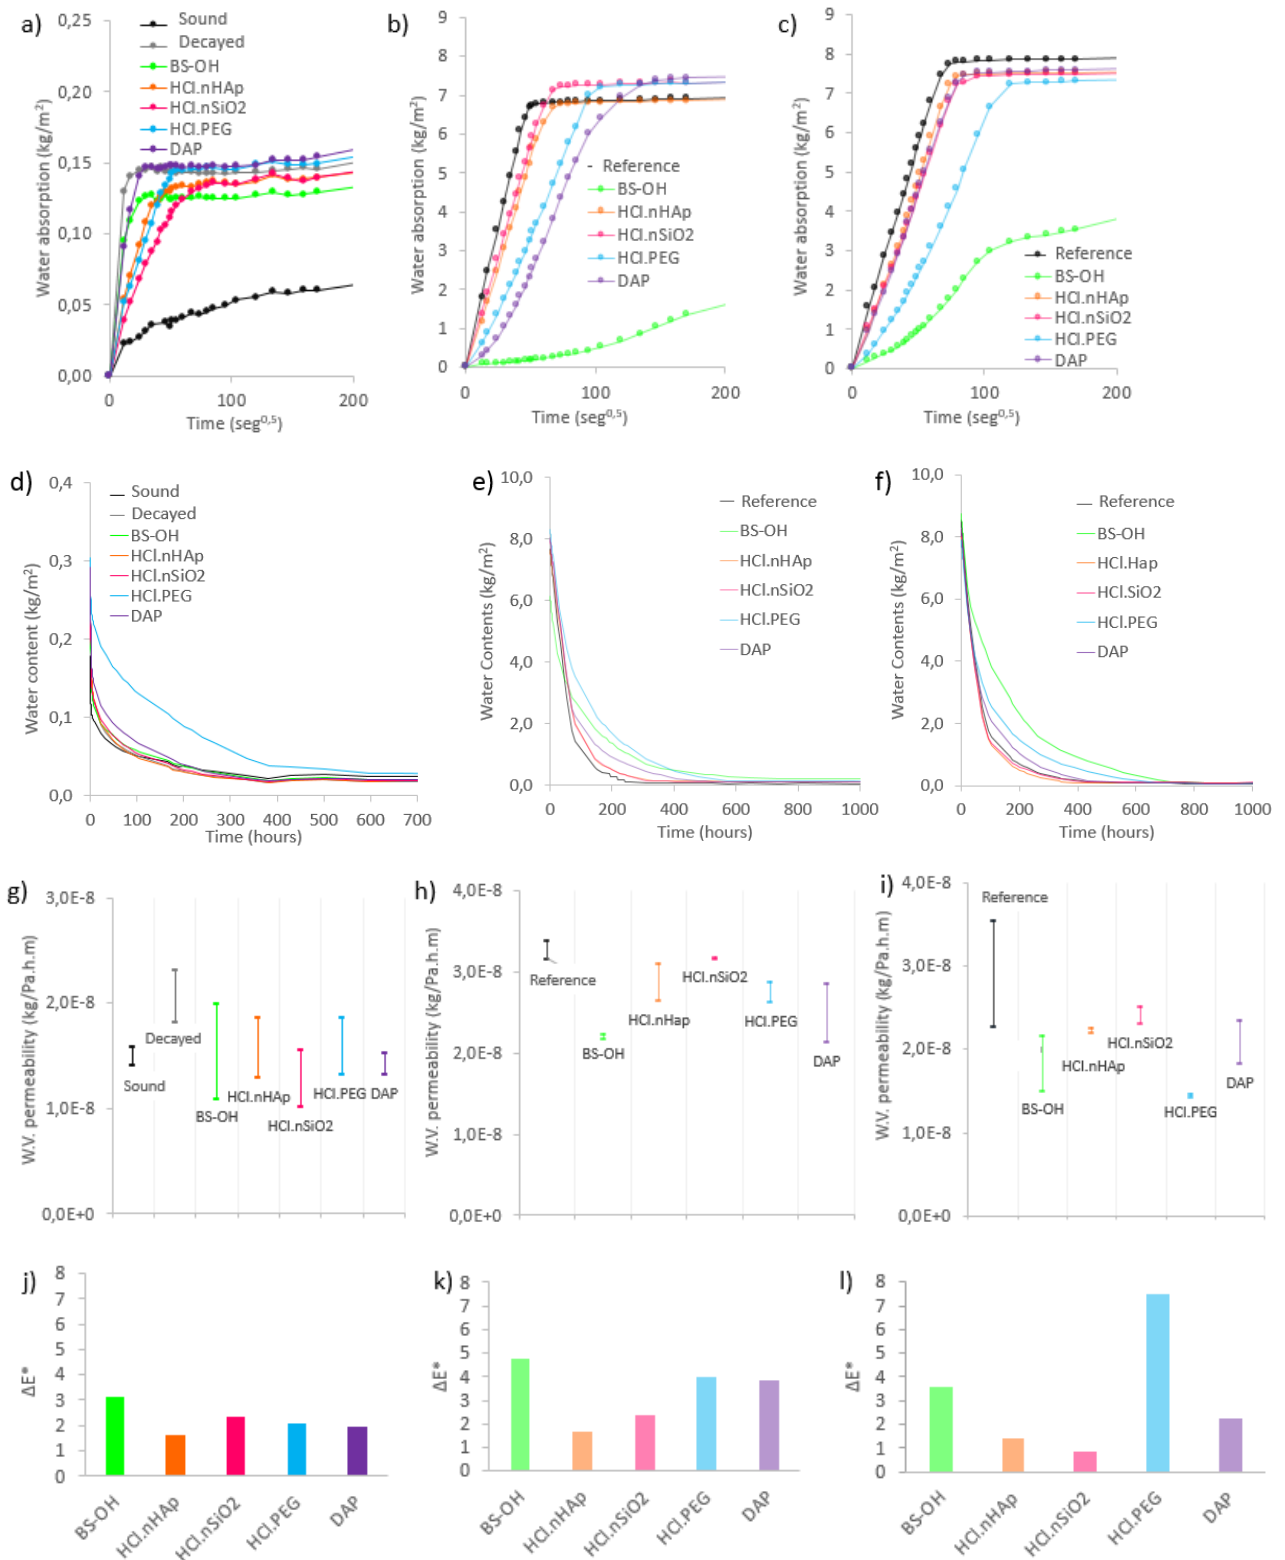 a)
Water absorption (kg/m²)
0,25
0,20
0,15
0,10
0,05
0,00
0
100
200
Time (seg⁰,⁵)
Sound
Decayed
BS-OH
HCl.nHAp
HCl.nSiO2
HCl.PEG
DAP
b)
Water absorption (kg/m²)
9
8
7
6
5
4
3
2
1
0
0
100
200
Time (seg⁰,⁵)
Reference
BS-OH
HCl.nHAp
HCl.nSiO2
HCl.PEG
DAP
c)
Water absorption (kg/m²)
9
8
7
6
5
4
3
2
1
0
0
100
200
Time (seg⁰,⁵)
Reference
BS-OH
HCl.nHAp
HCl.nSiO2
HCl.PEG
DAP
d)
Water content (kg/m²)
0,4
0,3
0,2
0,1
0,0
0 100 200 300 400 500 600 700
Time (hours)
Sound
Decayed
BS-OH
HCl.nHAp
HCl.nSiO2
HCl.PEG
DAP
e)
Water Contents (kg/m²)
10,0
8,0
6,0
4,0
2,0
0,0
0 200 400 600 800 1000
Time (hours)
Reference
BS-OH
HCl.nHAp
HCl.nSiO2
HCl.PEG
DAP
f)
Water Contents (kg/m²)
10,0
8,0
6,0
4,0
2,0
0,0
0 200 400 600 800 1000
Time (hours)
Reference
BS-OH
HCl.Hap
HCl.SiO2
HCl.PEG
DAP
g)
W.V. permeability (kg/Pa.h.m)
3,0E-8
2,0E-8
1,0E-8
0,0E+0
Sound
Decayed
BS-OH
HCl.nHAp
HCl.nSiO2
HCl.PEG
DAP
h)
W.V. permeability (kg/Pa.h.m)
4,0E-8
3,0E-8
2,0E-8
1,0E-8
0,0E+0
Reference
BS-OH
HCl.nHap
HCl.nSiO2
HCl.PEG
DAP
i)
W.V. permeability (kg/Pa.h.m)
4,0E-8
3,0E-8
2,0E-8
1,0E-8
0,0E+0
Reference
BS-OH
HCl.nHAp
HCl.nSiO2
HCl.PEG
DAP
j)
ΔE*
8
7
6
5
4
3
2
1
0
BS-OH
HCl.nHAp
HCl.nSiO2
HCl.PEG
DAP
k)
ΔE*
8
7
6
5
4
3
2
1
0
BS-OH
HCl.nHAp
HCl.nSiO2
HCl.PEG
DAP
l)
ΔE*
8
7
6
5
4
3
2
1
0
BS-OH
HCl.nHAp
HCl.nSiO2
HCl.PEG
DAP